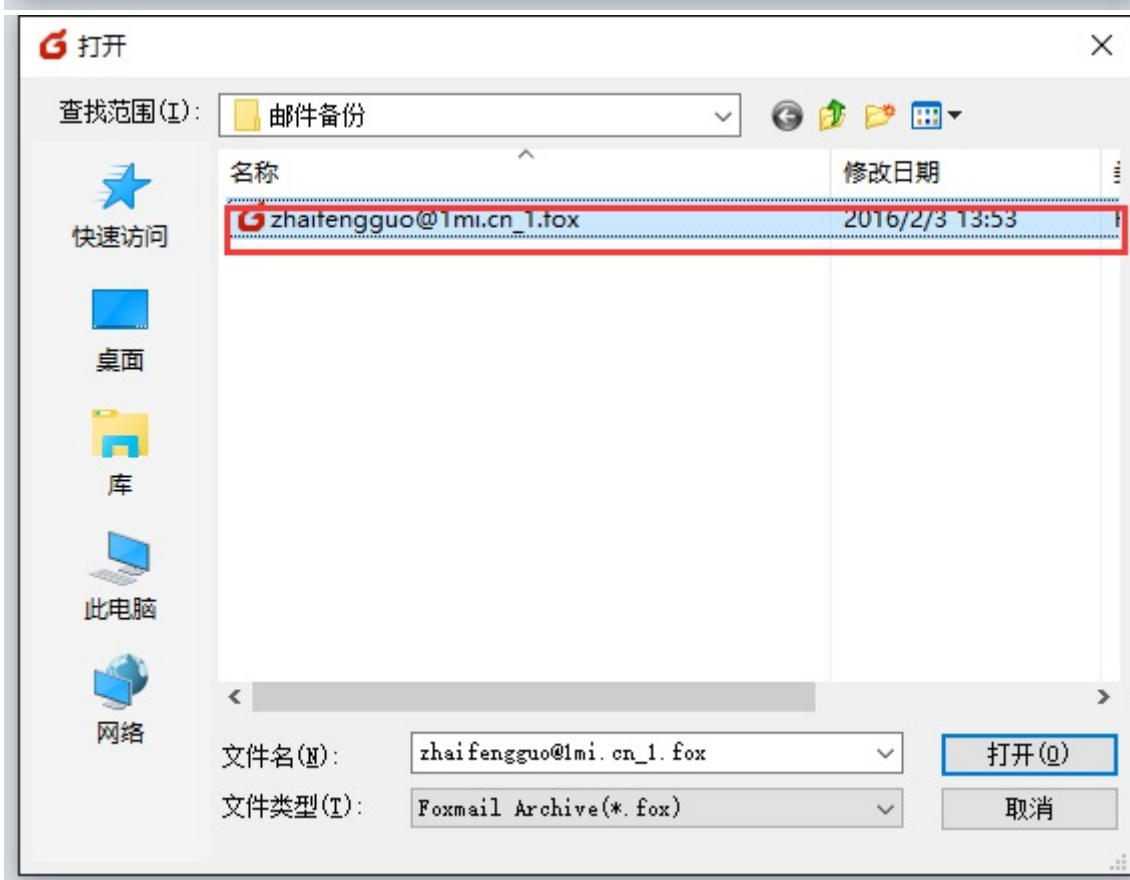 打开
查找范围(I):
邮件备份
名称
修改日期
zhaifengguo@1mi.cn_1.fox
2016/2/3 13:53
快速访问
桌面
库
此电脑
网络
文件名(N):
zhaifengguo@1mi.cn_1.fox
打开(O)
文件类型(T):
Foxmail Archive(*.fox)
取消